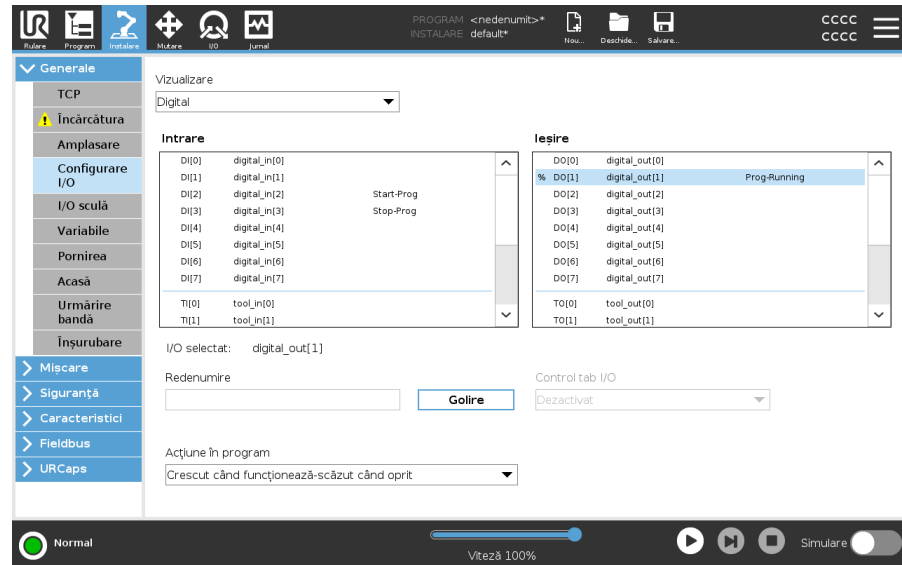 PROGRAM <nedenumit>*
INSTALARE default*
CCCC
CCCC
Rulare
Program
Instalare
Mutare
I/O
Jurnal
Nou...
Deschide...
Salvare...
Generale
TCP
Încărcătura
Amplasare
Configurare
I/O
I/O sculă
Variabile
Pornirea
Acasă
Urmărire
bandă
Înșurubare
Mișcare
Siguranță
Caracteristici
Fieldbus
URCaps
Vizualizare
Digital
Intrare
DI[0] digital_in[0]
DI[1] digital_in[1]
DI[2] digital_in[2] Start-Prog
DI[3] digital_in[3] Stop-Prog
DI[4] digital_in[4]
DI[5] digital_in[5]
DI[6] digital_in[6]
DI[7] digital_in[7]
TI[0] tool_in[0]
TI[1] tool_in[1]
Ieșire
DO[0] digital_out[0]
% DO[1] digital_out[1] Prog-Running
DO[2] digital_out[2]
DO[3] digital_out[3]
DO[4] digital_out[4]
DO[5] digital_out[5]
DO[6] digital_out[6]
DO[7] digital_out[7]
TO[0] tool_out[0]
TO[1] tool_out[1]
I/O selectat: digital_out[1]
Redenumire
Golire
Control tab I/O
Dezactivat
Acțiune în program
Crescut când funcționează-scăzut când oprit
Normal
Viteză 100%
Simulare